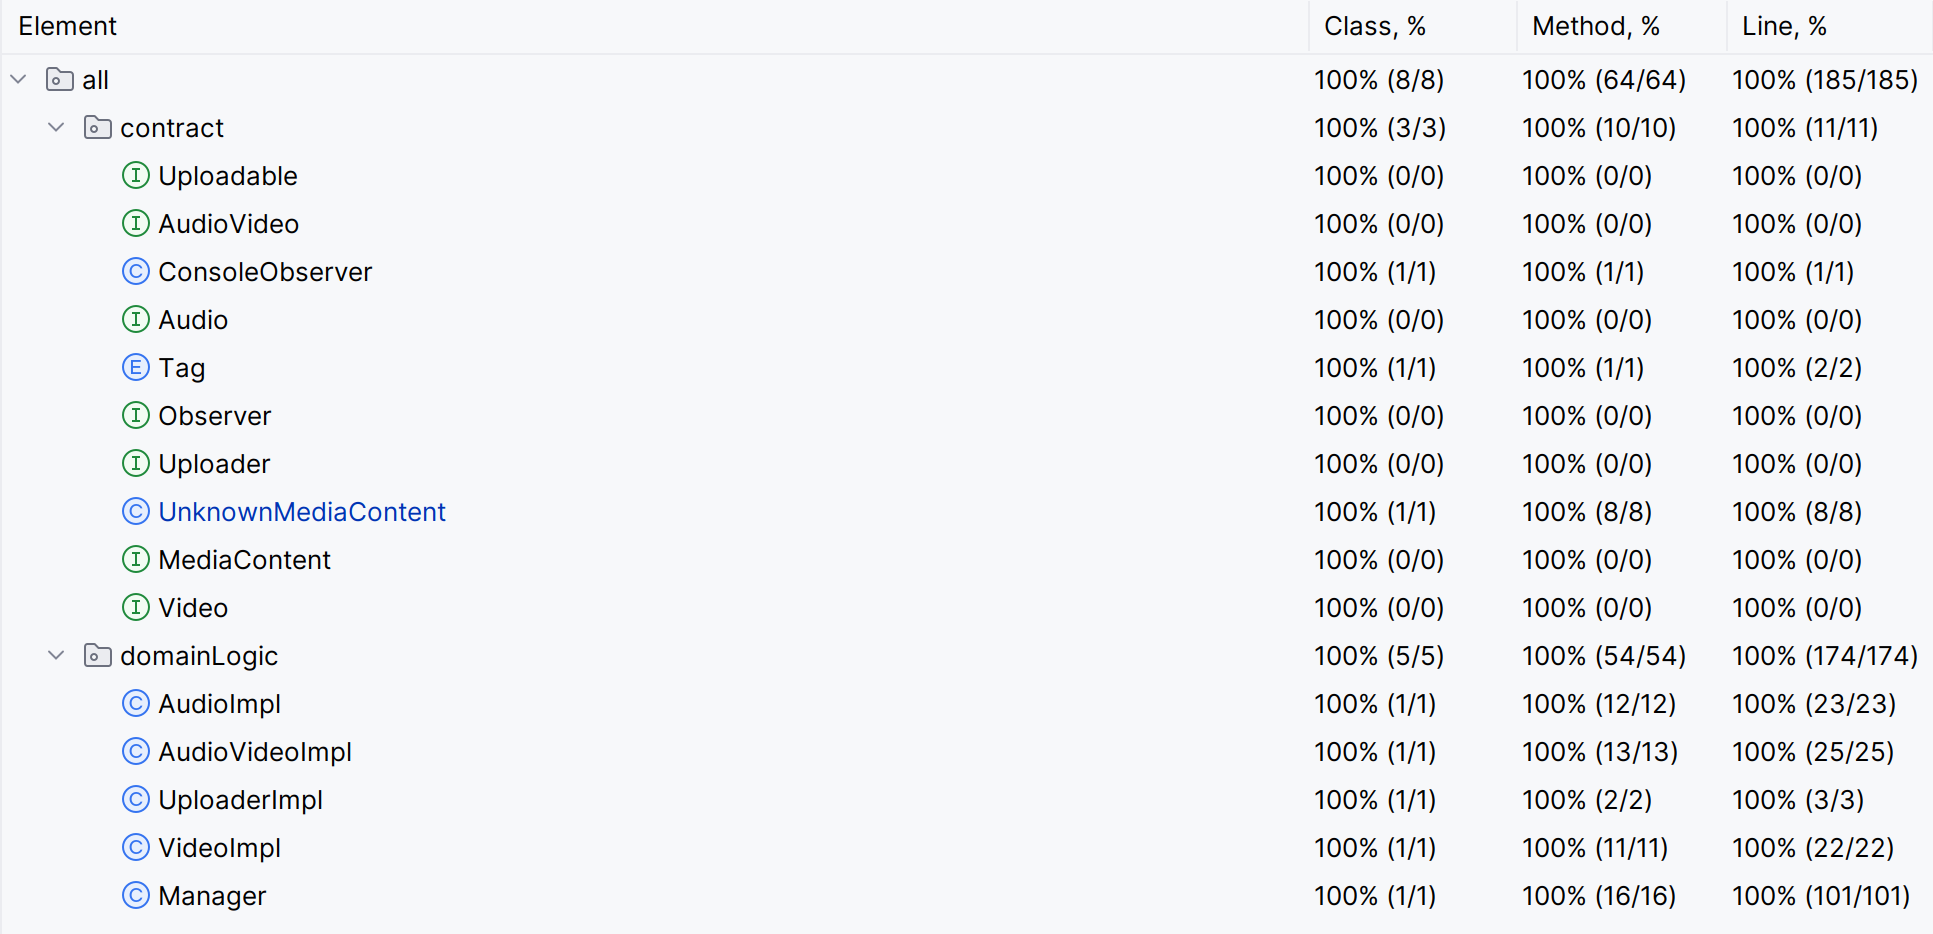 Element Class, % Method, % Line, %
all 100% (8/8) 100% (64/64) 100% (185/185)
contract 100% (3/3) 100% (10/10) 100% (11/11)
I Uploadable 100% (0/0) 100% (0/0) 100% (0/0)
I AudioVideo 100% (0/0) 100% (0/0) 100% (0/0)
C ConsoleObserver 100% (1/1) 100% (1/1) 100% (1/1)
I Audio 100% (0/0) 100% (0/0) 100% (0/0)
E Tag 100% (1/1) 100% (1/1) 100% (2/2)
I Observer 100% (0/0) 100% (0/0) 100% (0/0)
I Uploader 100% (0/0) 100% (0/0) 100% (0/0)
C UnknownMediaContent 100% (1/1) 100% (8/8) 100% (8/8)
I MediaContent 100% (0/0) 100% (0/0) 100% (0/0)
I Video 100% (0/0) 100% (0/0) 100% (0/0)
domainLogic 100% (5/5) 100% (54/54) 100% (174/174)
C AudioImpl 100% (1/1) 100% (12/12) 100% (23/23)
C AudioVideoImpl 100% (1/1) 100% (13/13) 100% (25/25)
C UploaderImpl 100% (1/1) 100% (2/2) 100% (3/3)
C VideoImpl 100% (1/1) 100% (11/11) 100% (22/22)
C Manager 100% (1/1) 100% (16/16) 100% (101/101)